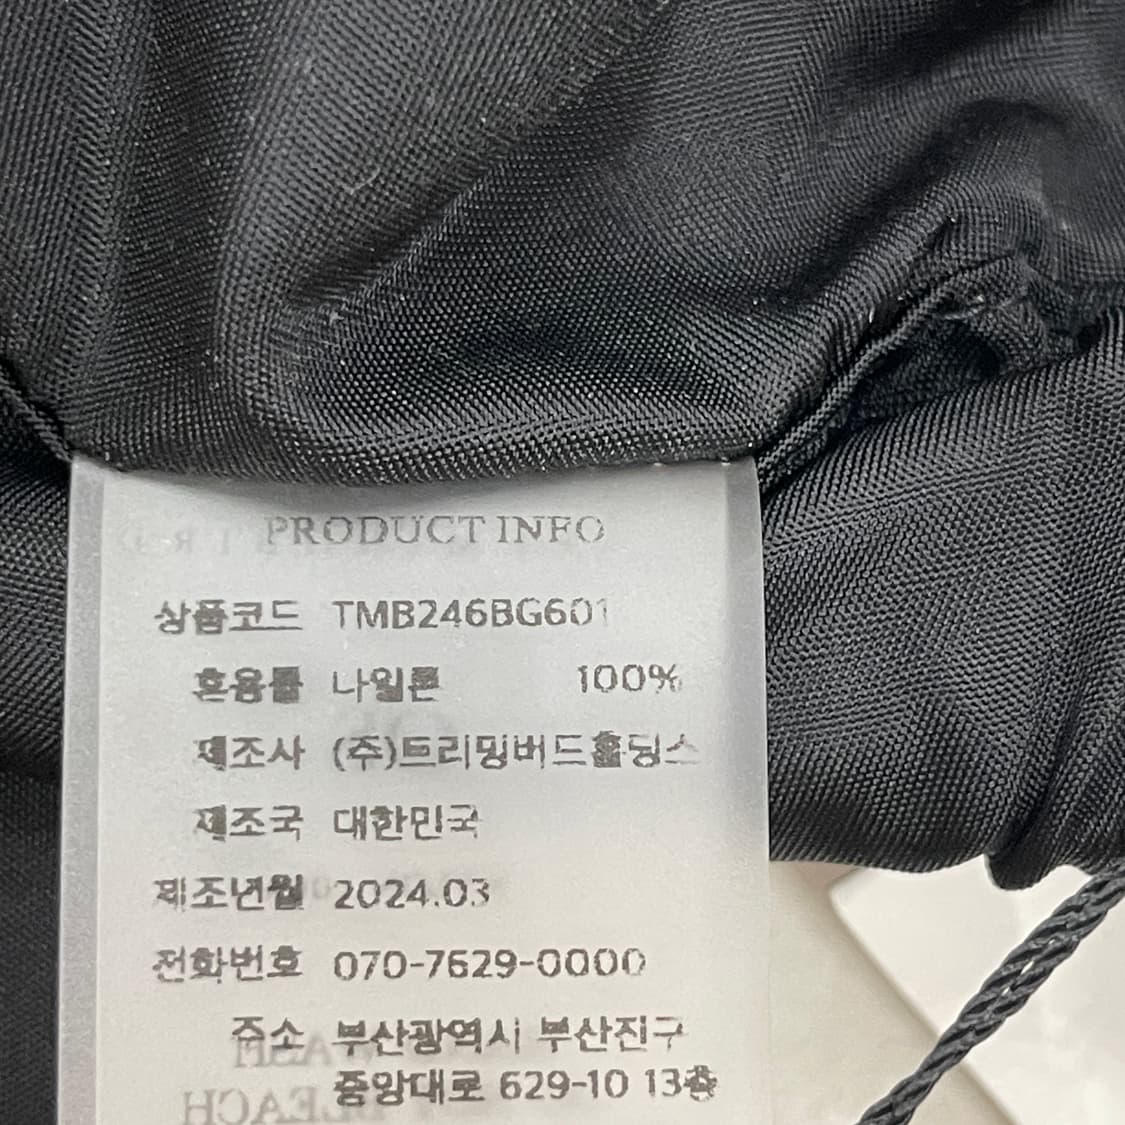 PRODUCT INFO
상품코드 TMB246BG601
혼용률 나일론 100%
제조사 (주)트리밍버드홀딩스
제조국 대한민국
제조년월 2024.03
전화번호 070-7629-0000
주소 부산광역시 부산진구
중앙대로 629-10 13층
WASH
BLEACH